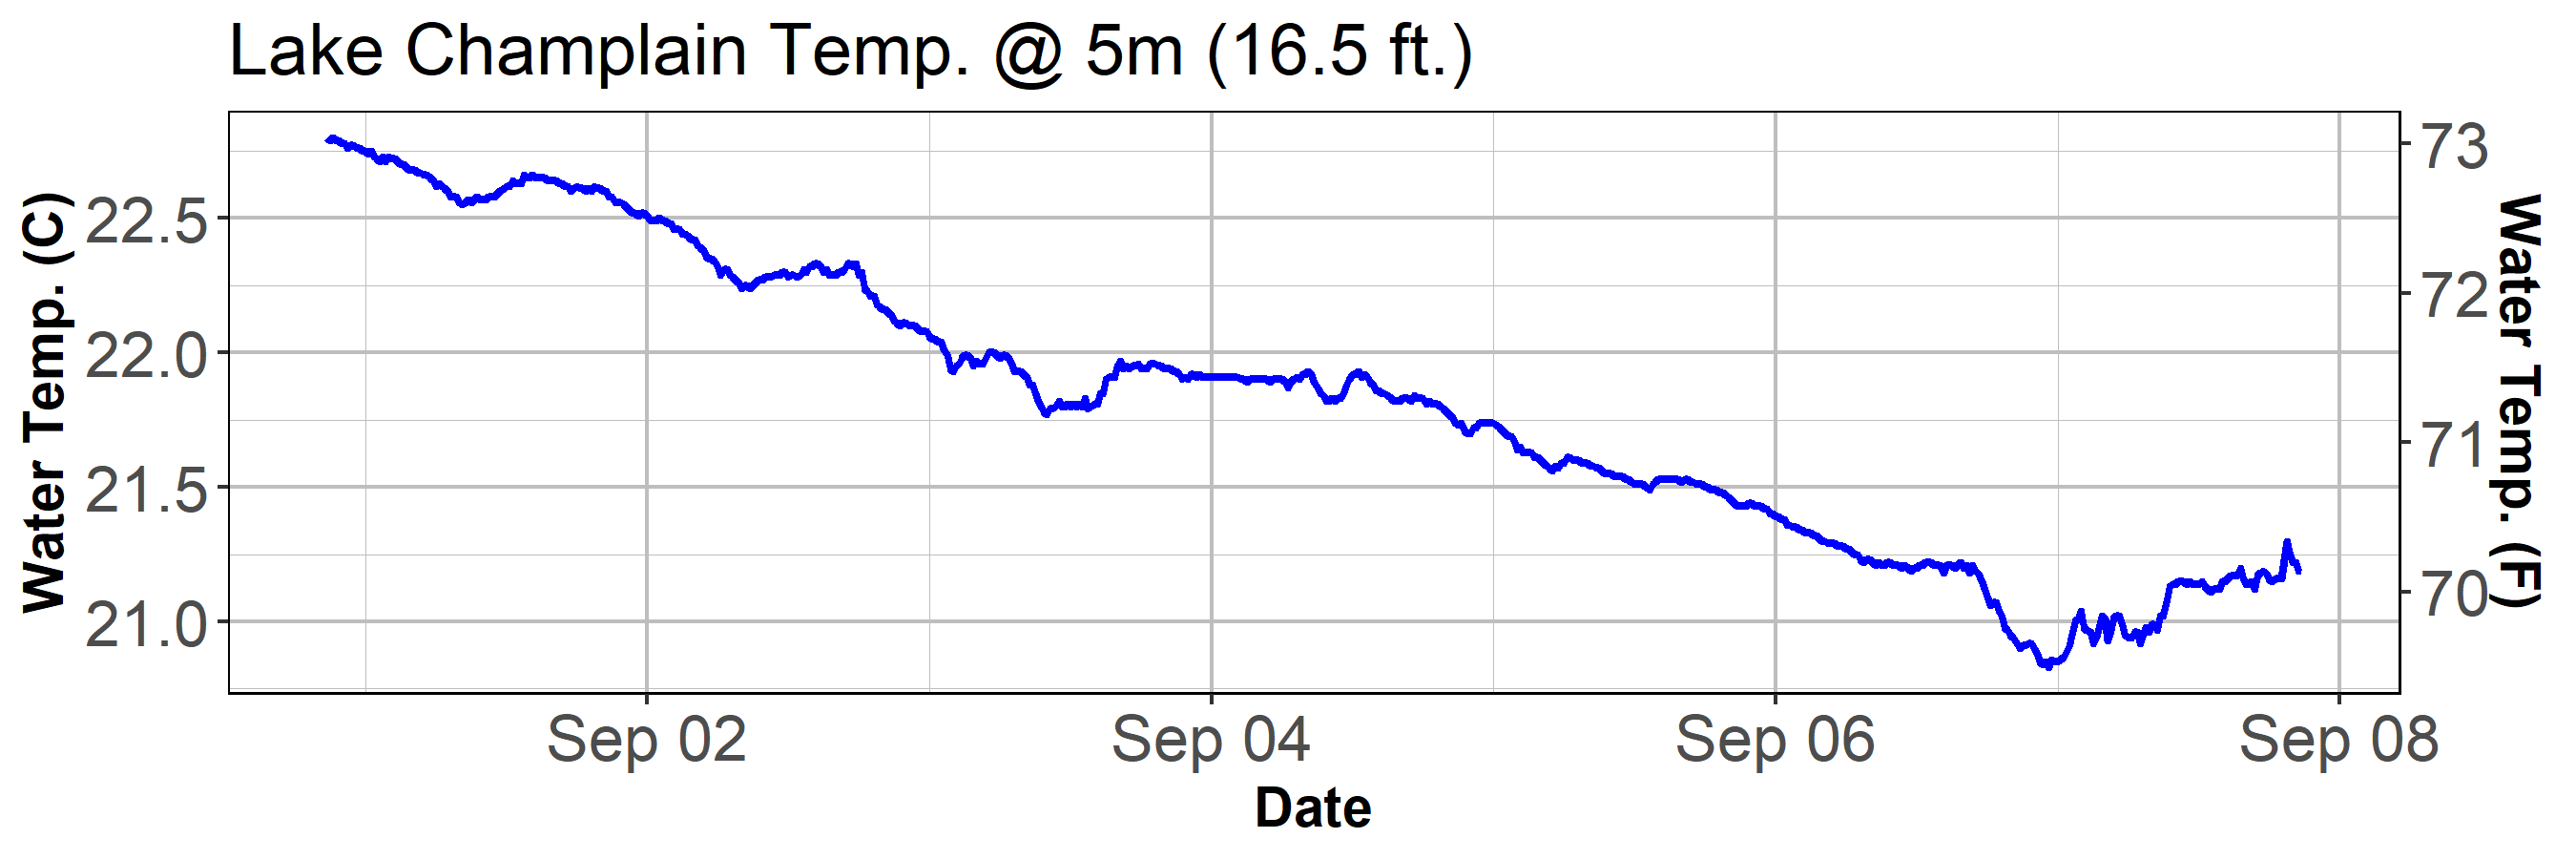 Lake Champlain Temp. @ 5m (16.5 ft.)
Water Temp. (C)
22.5
22.0
21.5
21.0
73
72
71
70
Water Temp. (F)
Sep 02 Sep 04 Sep 06 Sep 08
Date